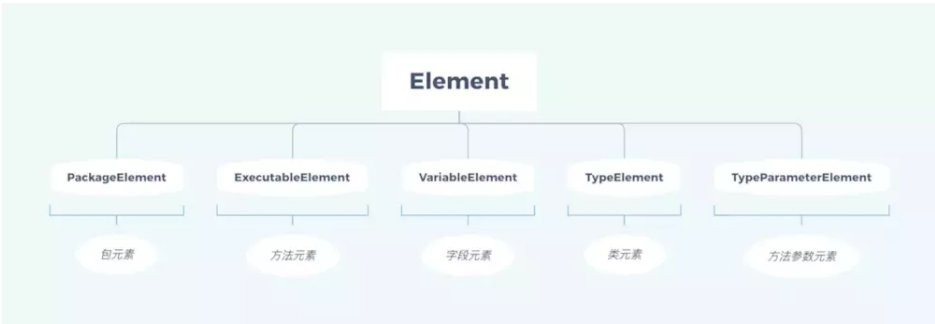 Element
PackageElement
ExecutableElement
VariableElement
TypeElement
TypeParameterElement
包元素
方法元素
字段元素
类元素
方法参数元素